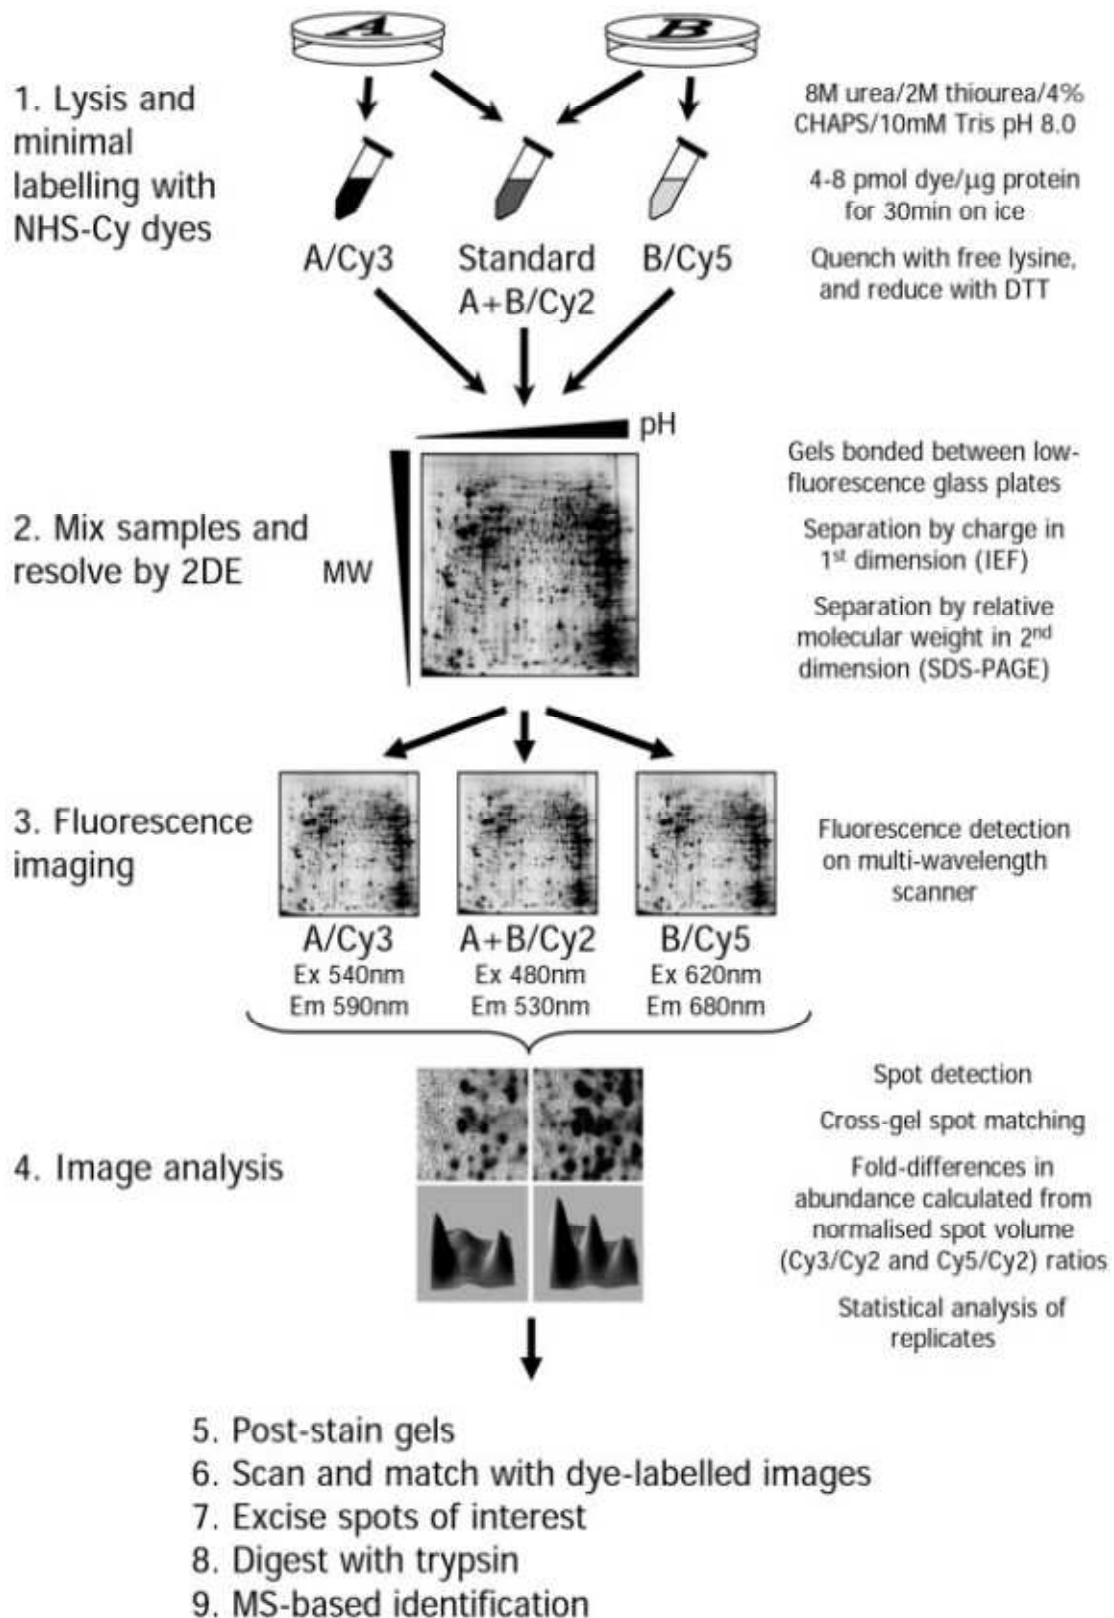 A
B
1. Lysis and
minimal
labelling with
NHS-Cy dyes
8M urea/2M thiourea/4%
CHAPS/10mM Tris pH 8.0
4-8 pmol dye/μg protein
for 30min on ice
Quench with free lysine,
and reduce with DTT
A/Cy3
Standard
A+B/Cy2
B/Cy5
pH
MW
2. Mix samples and
resolve by 2DE
Gels bonded between low-
fluorescence glass plates
Separation by charge in
1st dimension (IEF)
Separation by relative
molecular weight in 2nd
dimension (SDS-PAGE)
3. Fluorescence
imaging
A/Cy3
Ex 540nm
Em 590nm
A+B/Cy2
Ex 480nm
Em 530nm
B/Cy5
Ex 620nm
Em 680nm
Fluorescence detection
on multi-wavelength
scanner
4. Image analysis
Spot detection
Cross-gel spot matching
Fold-differences in
abundance calculated from
normalised spot volume
(Cy3/Cy2 and Cy5/Cy2) ratios
Statistical analysis of
replicates
5. Post-stain gels
6. Scan and match with dye-labelled images
7. Excise spots of interest
8. Digest with trypsin
9. MS-based identification